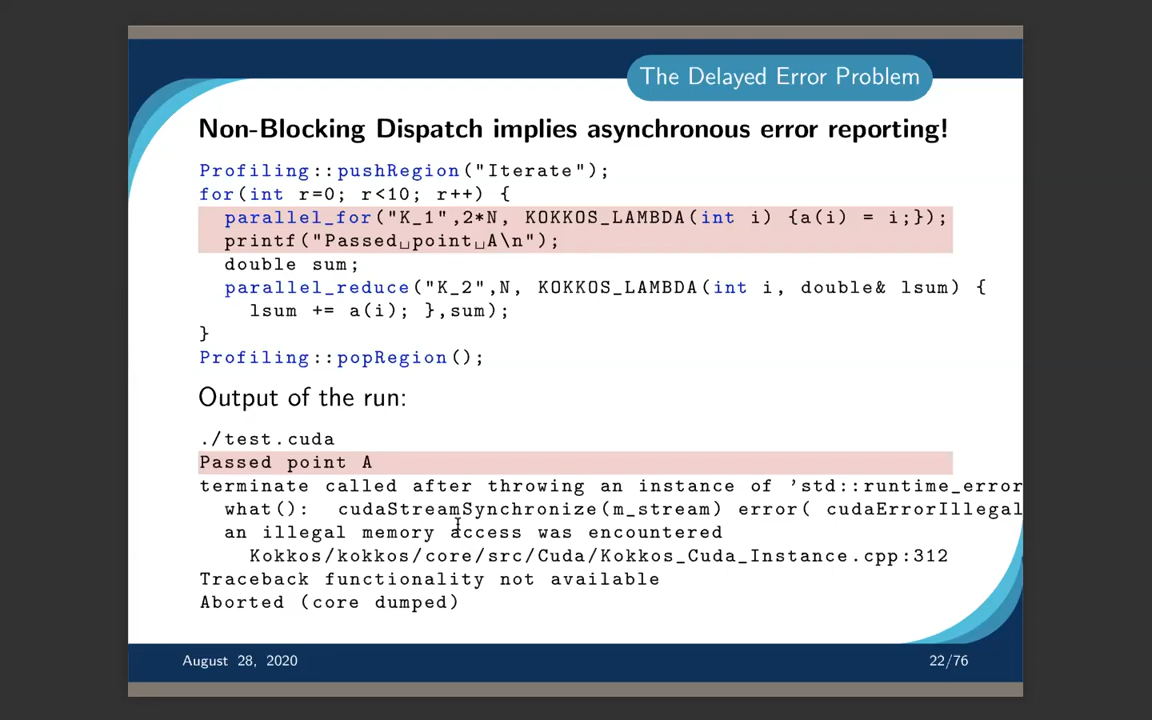 The Delayed Error Problem
Non-Blocking Dispatch implies asynchronous error reporting!
Profiling::pushRegion("Iterate");
for(int r=0; r<10; r++) {
parallel_for("K_1",2*N, KOKKOS_LAMBDA(int i) {a(i) = i;});
printf("Passed␣point␣A\n");
double sum;
parallel_reduce("K_2",N, KOKKOS_LAMBDA(int i, double& lsum) {
lsum += a(i); },sum);
}
Profiling::popRegion();
Output of the run:
./test.cuda
Passed point A
terminate called after throwing an instance of 'std::runtime_error
what(): cudaStreamSynchronize(m_stream) error( cudaErrorIllegal
an illegal memory access was encountered
Kokkos/kokkos/core/src/Cuda/Kokkos_Cuda_Instance.cpp:312
Traceback functionality not available
Aborted (core dumped)
August 28, 2020
22/76